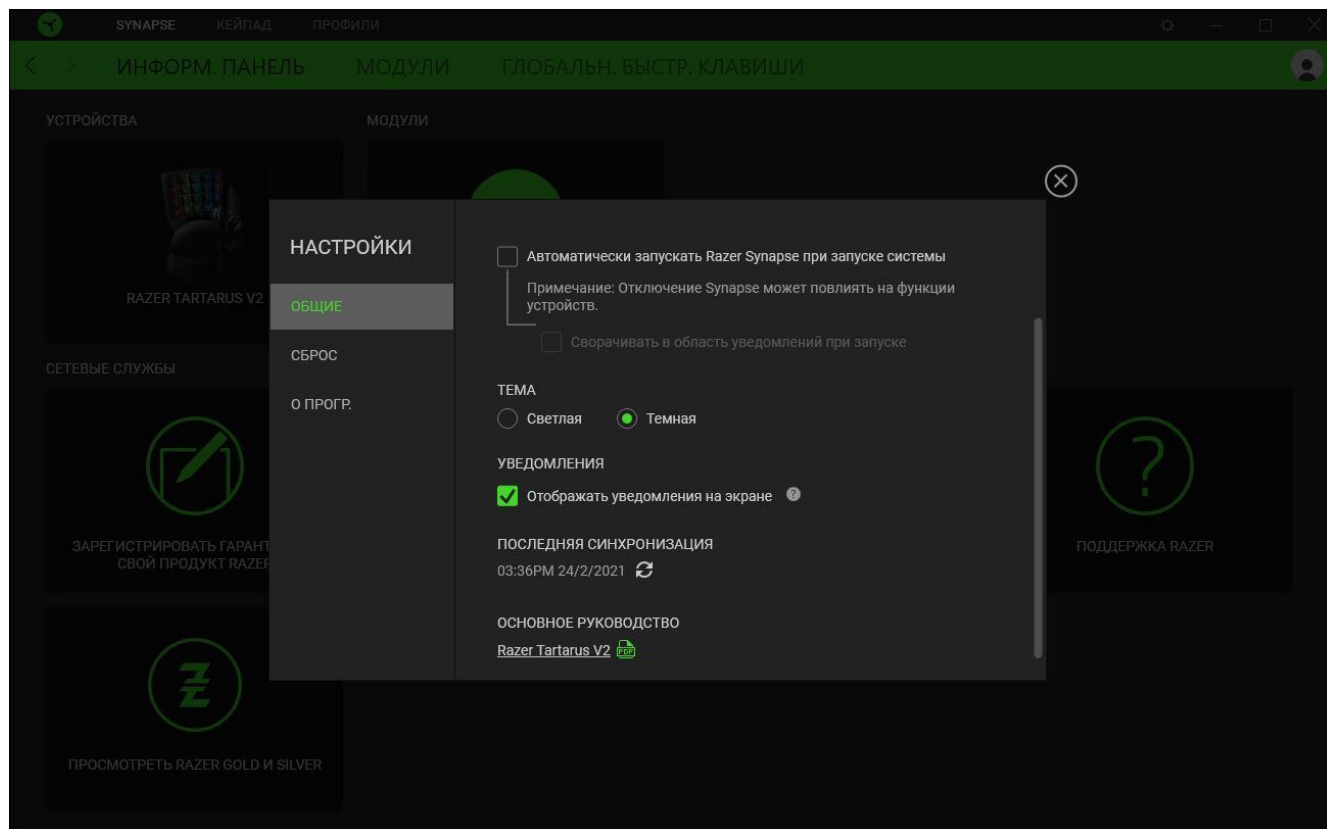 SYNAPSE КЕЙПАД ПРОФИЛИ
ИНФОРМ. ПАНЕЛЬ МОДУЛИ ГЛОБАЛЬН. БЫСТР. КЛАВИШИ
УСТРОЙСТВА МОДУЛИ
RAZER TARTARUS V2
СЕТЕВЫЕ СЛУЖБЫ
ЗАРЕГИСТРИРОВАТЬ
СВОЙ ПРОДУКТ RAZER
ПРОСМОТРЕТЬ RAZER GOLD И SILVER
НАСТРОЙКИ
ОБЩИЕ
СБРОС
О ПРОГР.
Автоматически запускать Razer Synapse при запуске системы
Примечание: Отключение Synapse может повлиять на функции
устройств.
Сворачивать в область уведомлений при запуске
ТЕМА
Светлая Темная
УВЕДОМЛЕНИЯ
Отображать уведомления на экране ?
ПОСЛЕДНЯЯ СИНХРОНИЗАЦИЯ
03:36PM 24/2/2021
ОСНОВНОЕ РУКОВОДСТВО
Razer Tartarus V2 PDF
ПОДДЕРЖКА RAZER